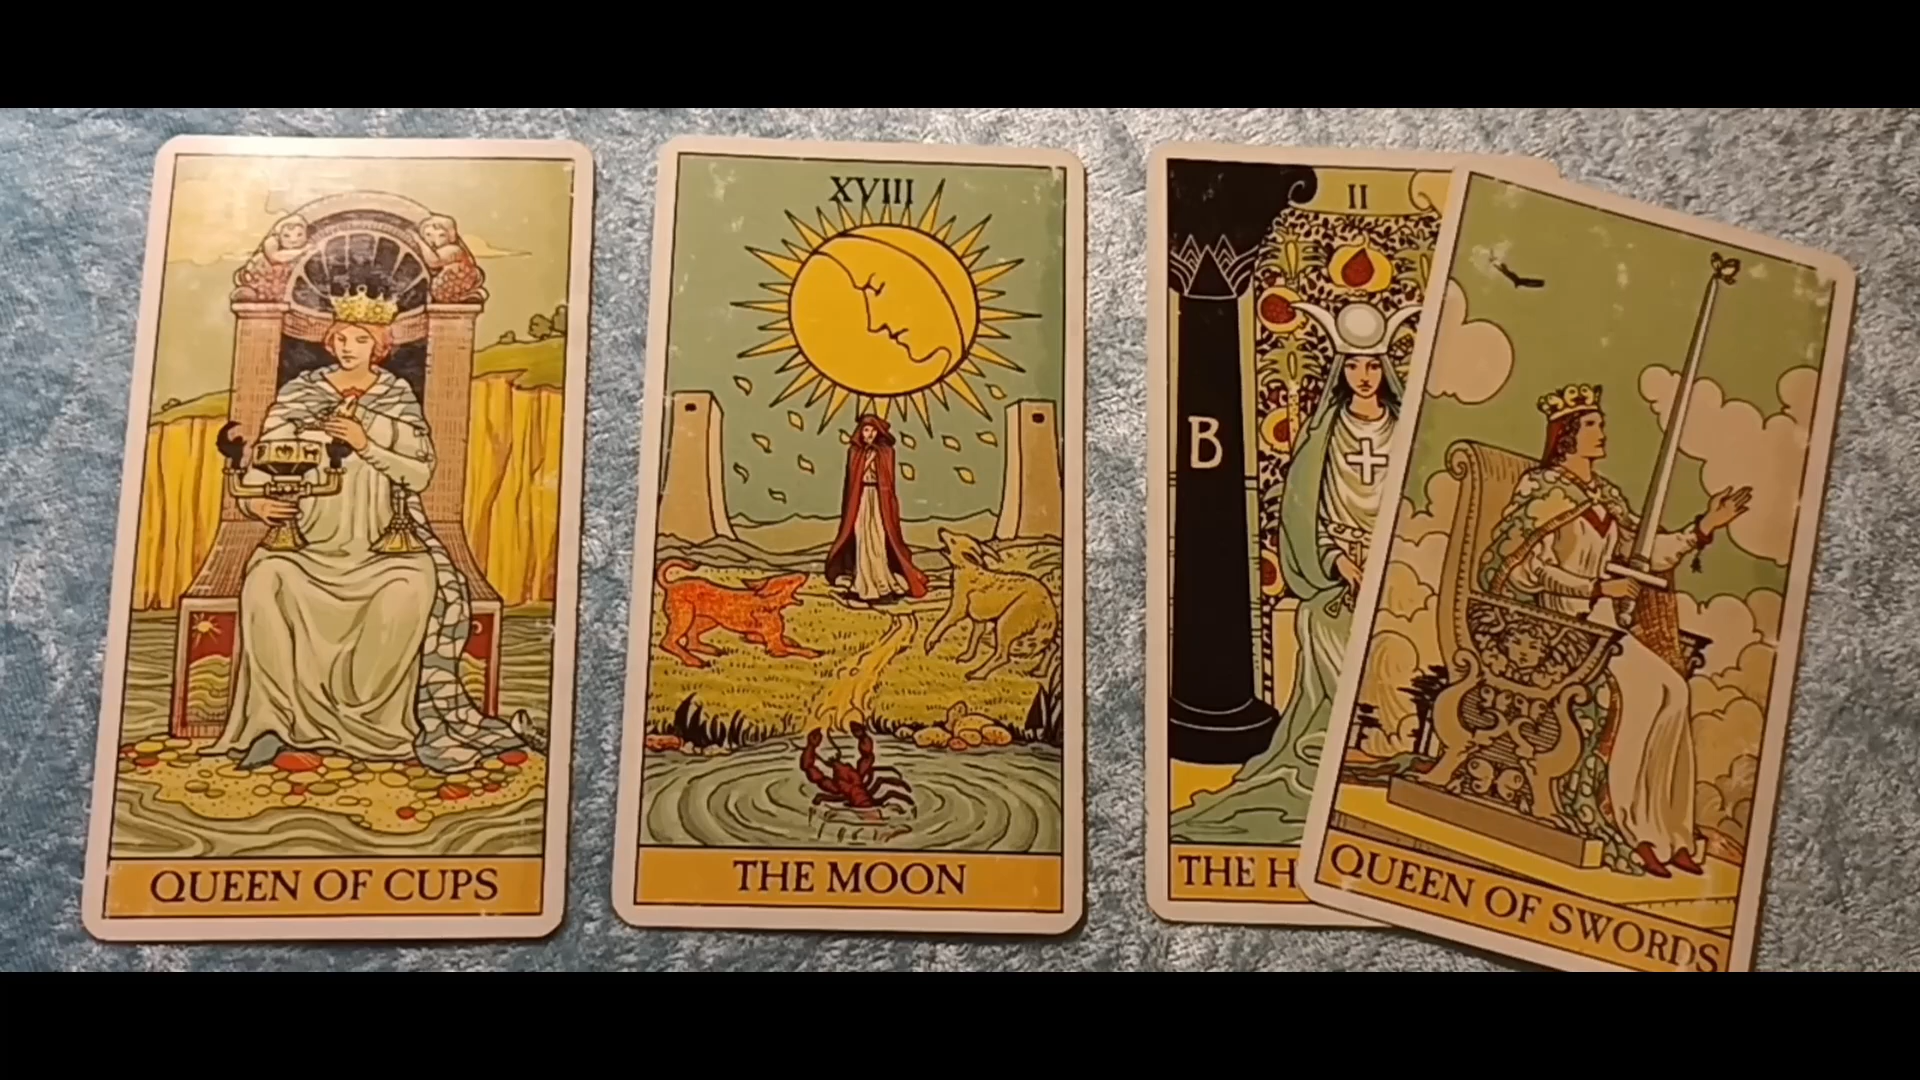 QUEEN OF CUPS
XVIII
THE MOON
II
B
THE H
QUEEN OF SWORDS